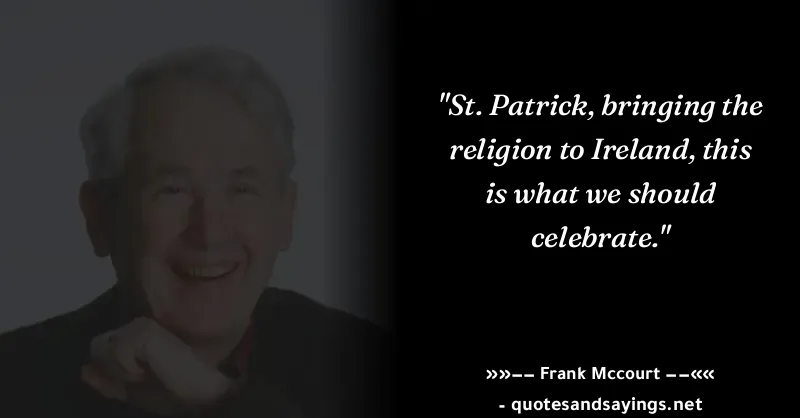 "St. Patrick, bringing the
religion to Ireland, this
is what we should
celebrate."
»»−− Frank Mccourt −−««
- quotesandsayings.net